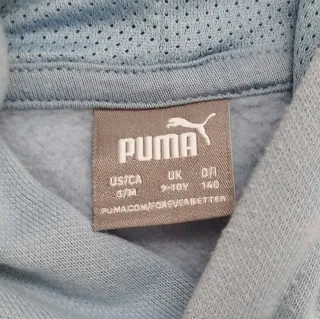 PUMA
US/CA UK D/I
S/M 9-10Y 140
PUMA.COM/FOREVERBETTER